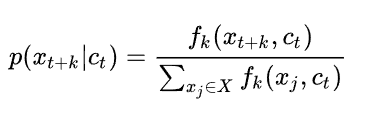 p(x_{t+k}|c_t) = \frac{f_k(x_{t+k}, c_t)}{\sum_{x_j \in X} f_k(x_j, c_t)}